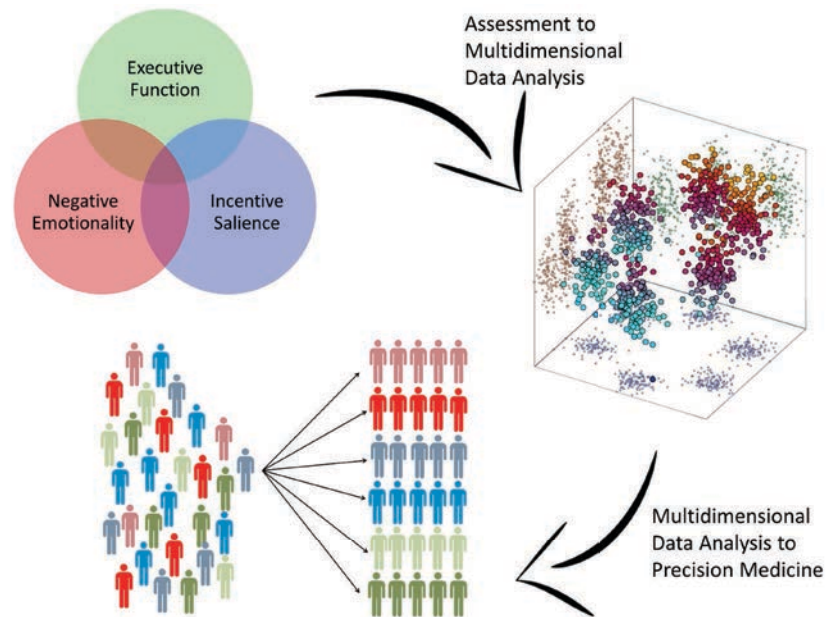 Executive
Function
Negative
Emotionality
Incentive
Salience
Assessment to
Multidimensional
Data Analysis
Multidimensional
Data Analysis to
Precision Medicine